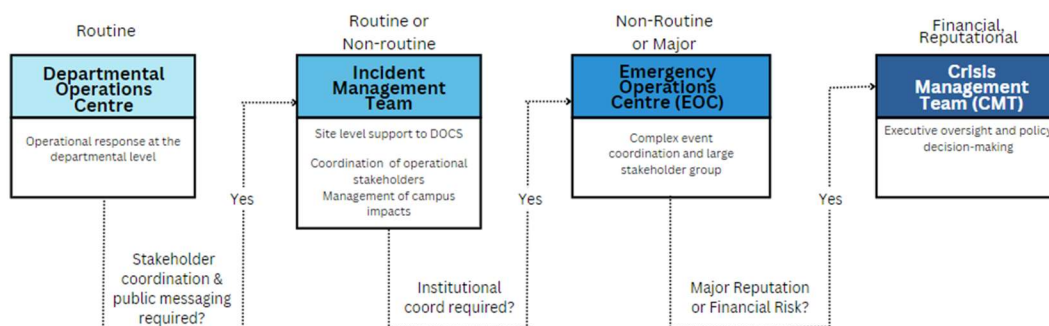 Routine
Departmental
Operations
Centre
Operational response at the
departmental level
Stakeholder
coordination &
public messaging
required?
Yes
Routine or
Non-routine
Incident
Management
Team
Site level support to DOCS
Coordination of operational
stakeholders
Management of campus
impacts
Institutional
coord required?
Yes
Non-Routine
or Major
Emergency
Operations
Centre (EOC)
Complex event
coordination and large
stakeholder group
Major Reputation
or Financial Risk?
Yes
Financial,
Reputational
Crisis
Management
Team (CMT)
Executive oversight and policy
decision-making